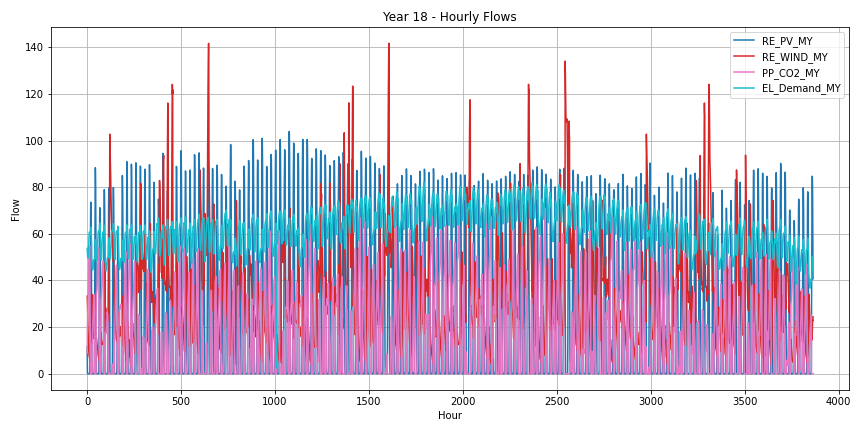 Year 18 - Hourly Flows
RE_PV_MY
RE_WIND_MY
PP_CO2_MY
EL_Demand_MY
Flow
140
120
100
80
60
40
20
0
0 500 1000 1500 2000 2500 3000 3500 4000
Hour